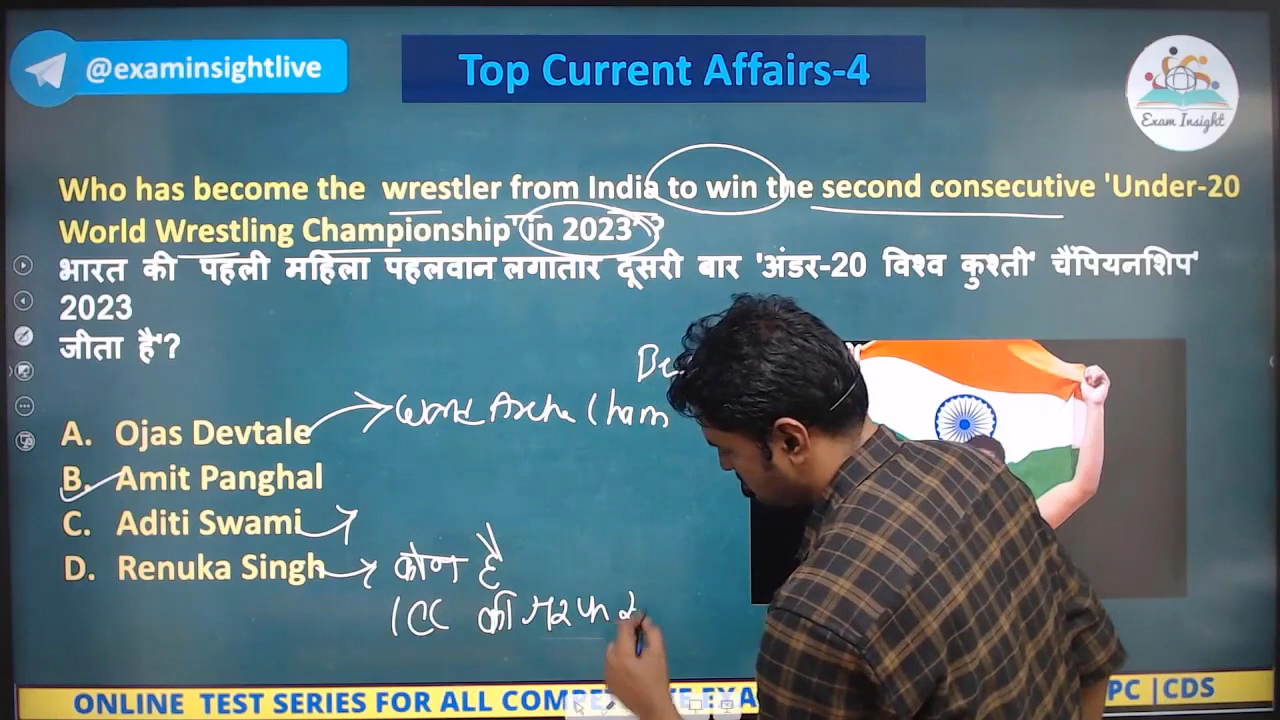 @examinsightlive
Top Current Affairs-4
Exam Insight
Who has become the wrestler from India to win the second consecutive 'Under-20
World Wrestling Championship' in 2023'?
भारत की पहली महिला पहलवान लगातार दूसरी बार 'अंडर-20 विश्व कुश्ती' चैंपियनशिप'
2023
जीता है'?
A. Ojas Devtale
World Cham
B. Amit Panghal
C. Aditi Swami
D. Renuka Singh
कौन है
ICC की
ONLINE TEST SERIES FOR ALL PC |CDS